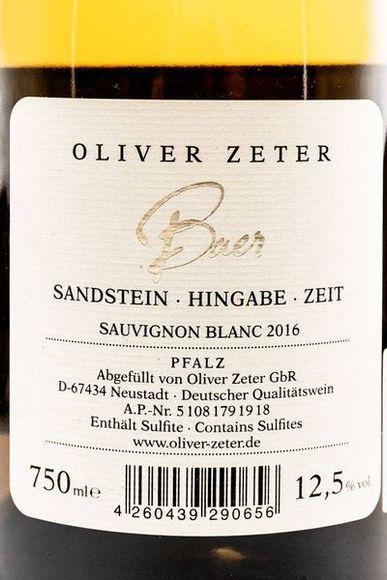 OLIVER ZETER
Baer
SANDSTEIN · HINGABE · ZEIT
SAUVIGNON BLANC 2016
PFALZ
Abgefüllt von Oliver Zeter GbR
D-67434 Neustadt · Deutscher Qualitätswein
A.P.-Nr. 5 108 179 19 18
Enthält Sulfite · Contains Sulfites
www.oliver-zeter.de
750 ml e 12,5 % vol.
4 260439 290656